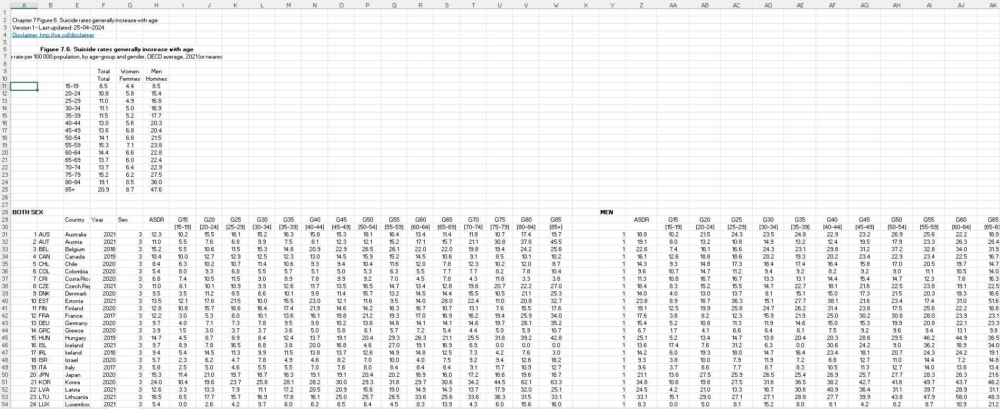 A B E F G H I J K L M N O P Q R S T U V W X Y Z AA AB AC AD AE AF AG AH AI AJ AK
1
2 Chapter 7 Figure 6. Suicide rates generally increase with age
3 Version 1 - Last updated: 25-04-2024
4 Disclaimer: http://oe.cd/disclaimer
5
6 Figure 7.6. Suicide rates generally increase with age
7 e rate per 100 000 population, by age-group and gender, OECD average, 2021 (or neares
8
9 Total Women Men
10 Total Femmes Hommes
11 15-19 6.5 4.4 8.5
12 20-24 10.8 5.8 15.4
13 25-29 11.0 4.9 16.8
14 30-34 11.1 5.0 16.9
15 35-39 11.5 5.2 17.7
16 40-44 13.0 5.6 20.3
17 45-49 13.6 6.8 20.4
18 50-54 14.1 6.8 21.5
19 55-59 15.3 7.1 23.8
20 60-64 14.4 6.6 22.8
21 65-69 13.7 6.0 22.4
22 70-74 13.7 6.4 22.9
23 75-79 15.2 6.2 27.5
24 80-84 19.1 8.5 36.0
25 85+ 20.9 8.7 47.6
26
27
28 BOTH SEX MEN
29 Country Year Sex ASDR G15 G20 G25 G30 G35 G40 G45 G50 G55 G60 G65 G70 G75 G80 G85 ASDR G15 G20 G25 G30 G35 G40 G45 G50 G55 G60 G65
30 [15-19] [20-24] [25-29] [30-34] [35-39] [40-44] [45-49] [50-54] [55-59] [60-64] [65-69] [70-74] [75-79] [80-84] [85+] [15-19] [20-24] [25-29] [30-34] [35-39] [40-44] [45-49] [50-54] [55-59] [60-64] [65-69
31 1 AUS Australia 2021 3 12.3 10.2 15.5 16.1 15.2 16.3 15.8 15.3 18.1 16.4 13.4 11.4 11.8 10.7 17.4 19.7 1 18.8 10.2 21.5 24.3 23.5 24.8 22.9 23.2 26.9 25.6 22.2 18.9
32 2 AUT Austria 2021 3 11.0 5.5 7.6 6.8 9.9 7.5 8.1 12.3 12.1 15.2 17.1 15.7 21.1 30.8 37.6 45.5 1 19.1 8.0 13.2 10.8 14.9 13.2 12.4 19.5 17.9 23.3 26.3 26.4
33 3 BEL Belgium 2018 3 15.2 5.5 10.6 11.5 15.3 14.8 20.9 22.9 26.5 26.1 22.0 22.0 19.8 19.4 24.2 25.6 1 22.6 7.4 16.1 16.6 24.3 23.1 29.8 31.2 37.2 32.8 34.0 31.9
34 4 CAN Canada 2019 3 10.4 10.0 12.7 12.9 12.5 12.3 13.0 14.5 15.9 15.2 14.5 10.6 9.1 8.5 10.1 10.2 1 16.1 12.6 18.8 18.6 20.2 19.3 20.2 23.4 22.9 23.4 22.5 16.7
35 5 CHL Chile 2020 3 8.4 6.3 10.2 10.7 11.4 10.6 9.3 9.4 10.4 11.6 12.0 7.8 12.3 10.2 12.0 8.7 1 14.3 9.3 14.8 17.3 18.4 17.4 16.4 15.8 17.0 20.5 19.7 14.7
36 6 COL Colombia 2020 3 5.4 8.0 9.3 6.8 5.5 5.7 5.1 5.0 5.3 6.3 5.5 7.7 7.7 8.2 7.8 10.4 1 9.6 10.7 14.7 11.2 9.4 9.2 8.2 9.2 9.0 11.1 10.5 14.0
37 7 CRI Costa Rica 2020 3 6.8 7.4 10.5 11.5 9.0 8.9 7.8 9.9 9.2 7.0 4.5 7.8 4.3 11.8 3.3 3.8 1 11.3 10.8 16.7 16.7 13.3 13.1 14.4 15.4 14.7 12.3 7.6 16.3
38 8 CZE Czech Rep 2021 3 11.0 6.1 10.1 10.9 9.9 12.6 11.7 13.5 16.5 14.7 13.4 12.8 19.6 20.7 22.2 27.0 1 18.4 8.3 15.2 15.5 14.7 22.7 18.1 21.6 22.5 23.8 19.1 22.5
39 9 DNK Denmark 2020 3 9.5 3.5 11.2 8.5 6.6 10.1 9.8 11.4 15.7 13.2 14.5 14.4 15.5 10.5 21.1 25.3 1 14.0 4.0 13.0 13.7 8.1 15.1 15.0 17.3 21.5 20.3 19.3 18.6
40 10 EST Estonia 2021 3 13.5 12.1 17.6 21.5 10.0 15.5 23.0 12.1 11.6 9.5 14.0 28.0 22.4 11.0 20.8 32.7 1 23.8 8.9 18.7 36.3 15.1 27.7 38.1 21.6 23.4 17.4 31.0 51.6
41 11 FIN Finland 2020 3 12.8 10.8 15.7 18.6 16.4 17.4 21.9 14.6 14.2 16.3 16.7 10.7 13.1 7.6 15.5 17.6 1 19.1 12.5 19.9 25.8 24.7 26.2 31.4 23.6 17.5 25.6 22.2 18.8
42 12 FRA France 2017 3 12.2 3.0 5.3 8.0 10.1 13.6 16.1 19.8 21.2 19.3 17.0 16.9 16.2 19.4 25.9 34.0 1 17.6 3.8 8.2 12.3 15.9 21.9 25.0 30.2 30.8 28.0 23.9 23.1
43 13 DEU Germany 2020 3 9.7 4.0 7.1 7.3 7.8 9.5 9.8 10.2 13.6 14.6 14.1 14.1 14.6 19.7 26.1 35.2 1 15.4 5.2 10.8 11.3 11.9 14.6 15.0 15.3 19.9 20.8 22.1 23.3
44 14 GRC Greece 2020 3 3.9 1.5 3.0 3.7 3.7 3.6 5.0 5.8 6.1 5.7 7.2 5.4 4.4 5.0 5.9 10.7 1 6.7 1.7 4.1 6.6 6.4 6.1 7.5 9.2 9.6 9.4 13.1 9.8
45 15 HUN Hungary 2019 3 14.7 4.5 8.7 8.9 8.4 12.4 13.7 19.1 20.4 29.3 26.3 21.1 25.5 31.8 39.2 42.8 1 25.1 5.2 13.4 14.7 13.8 20.4 20.3 28.6 29.5 46.2 44.9 36.5
46 16 ISL Iceland 2021 3 9.7 8.9 7.8 16.5 6.8 3.8 20.0 16.8 4.6 27.0 19.1 16.9 6.9 0.0 0.0 0.0 1 13.6 17.4 7.6 31.2 6.3 0.0 30.6 24.2 9.0 36.2 18.9 34.0
47 17 IRL Ireland 2018 3 9.4 5.4 14.5 11.3 9.9 11.5 13.8 13.7 12.6 14.9 14.8 12.5 7.3 4.2 7.6 3.0 1 14.2 6.0 19.3 18.0 14.7 16.4 23.4 18.1 20.7 24.3 24.2 19.1
48 18 ISR Israel 2020 3 5.7 2.3 6.2 4.7 7.8 4.9 4.6 8.2 7.0 10.0 4.0 7.5 9.2 9.4 12.6 18.2 1 9.3 3.8 10.0 7.9 11.9 7.2 6.8 12.7 11.0 14.4 7.2 14.8
49 19 ITA Italy 2017 3 5.8 2.5 5.0 4.6 5.5 5.5 7.0 7.6 8.0 8.4 8.4 8.4 9.1 11.7 10.9 12.7 1 9.6 3.7 8.6 7.7 8.7 8.3 10.5 11.3 12.7 14.0 13.8 13.4
50 20 JPN Japan 2020 3 15.3 11.4 21.0 19.7 18.7 18.3 19.1 19.1 20.4 20.2 18.9 16.0 17.2 18.6 19.6 18.7 1 21.1 13.8 27.5 25.9 26.5 25.4 26.9 25.7 27.7 28.3 26.3 21.6
51 21 KOR Korea 2020 3 24.0 10.4 19.6 23.7 25.8 28.1 28.2 30.0 29.3 31.8 29.7 30.6 34.2 44.5 62.1 63.3 1 34.8 10.6 19.8 27.5 31.8 36.5 38.2 42.7 41.8 49.7 43.7 46.2
52 22 LVA Latvia 2021 3 12.6 3.3 13.3 7.9 11.1 17.2 20.5 20.9 15.6 19.0 14.9 14.3 13.7 17.9 32.0 25.1 1 24.5 4.2 21.0 13.3 18.7 30.6 40.9 36.4 31.1 39.7 28.9 31.1
53 23 LTU Lithuania 2021 3 18.5 8.5 17.7 15.7 16.9 17.8 16.1 25.0 25.7 26.5 33.6 25.6 33.6 36.3 31.5 33.1 1 33.1 15.1 29.0 27.1 27.1 28.8 27.7 39.9 43.8 47.9 58.0 48.3
54 24 LUX Luxembou 2021 3 5.4 0.0 2.6 4.2 9.7 6.0 6.2 6.5 6.4 4.5 8.3 13.9 4.3 6.0 15.6 16.0 1 8.3 0.0 5.0 8.1 15.2 8.0 8.1 4.2 8.2 8.7 10.9 21.2